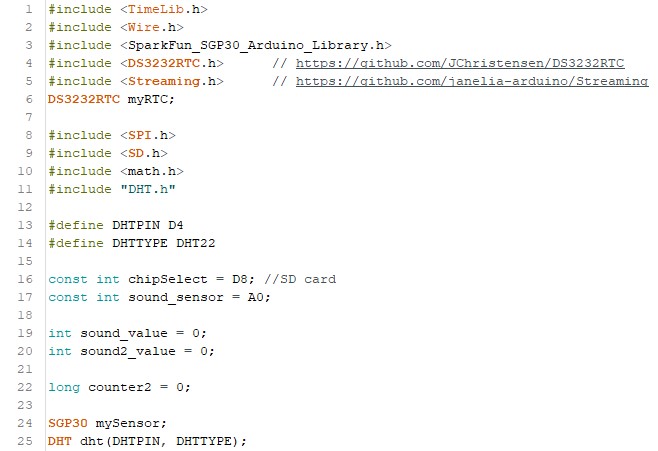 1 #include <TimeLib.h>
2 #include <Wire.h>
3 #include <SparkFun_SGP30_Arduino_Library.h>
4 #include <DS3232RTC.h> // https://github.com/JChristensen/DS3232RTC
5 #include <Streaming.h> // https://github.com/janelia-arduino/Streaming
6 DS3232RTC myRTC;
7
8 #include <SPI.h>
9 #include <SD.h>
10 #include <math.h>
11 #include "DHT.h"
12
13 #define DHTPIN D4
14 #define DHTTYPE DHT22
15
16 const int chipSelect = D8; //SD card
17 const int sound_sensor = A0;
18
19 int sound_value = 0;
20 int sound2_value = 0;
21
22 long counter2 = 0;
23
24 SGP30 mySensor;
25 DHT dht(DHTPIN, DHTTYPE);